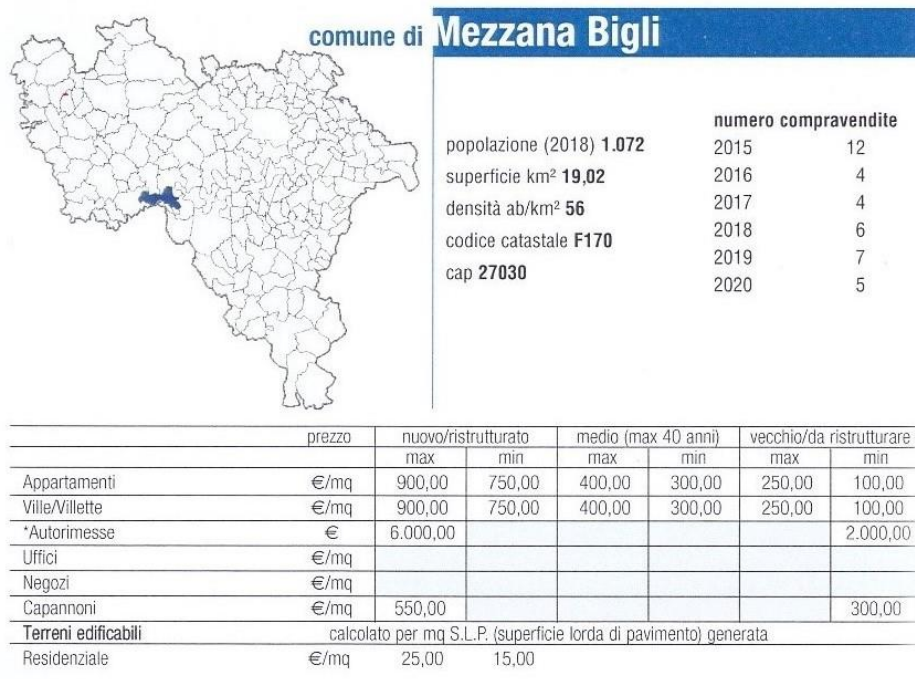 comune di Mezzana Bigli
popolazione (2018) 1.072
superficie km² 19,02
densità ab/km² 56
codice catastale F170
cap 27030
numero compravendite
2015 12
2016 4
2017 4
2018 6
2019 7
2020 5
prezzo nuovo/ristrutturato medio (max 40 anni) vecchio/da ristrutturare
max min max min max min
Appartamenti €/mq 900,00 750,00 400,00 300,00 250,00 100,00
Ville/Villette €/mq 900,00 750,00 400,00 300,00 250,00 100,00
*Autorimesse € 6.000,00 2.000,00
Uffici €/mq
Negozi €/mq
Capannoni €/mq 550,00 300,00
Terreni edificabili calcolato per mq S.L.P. (superficie lorda di pavimento) generata
Residenziale €/mq 25,00 15,00